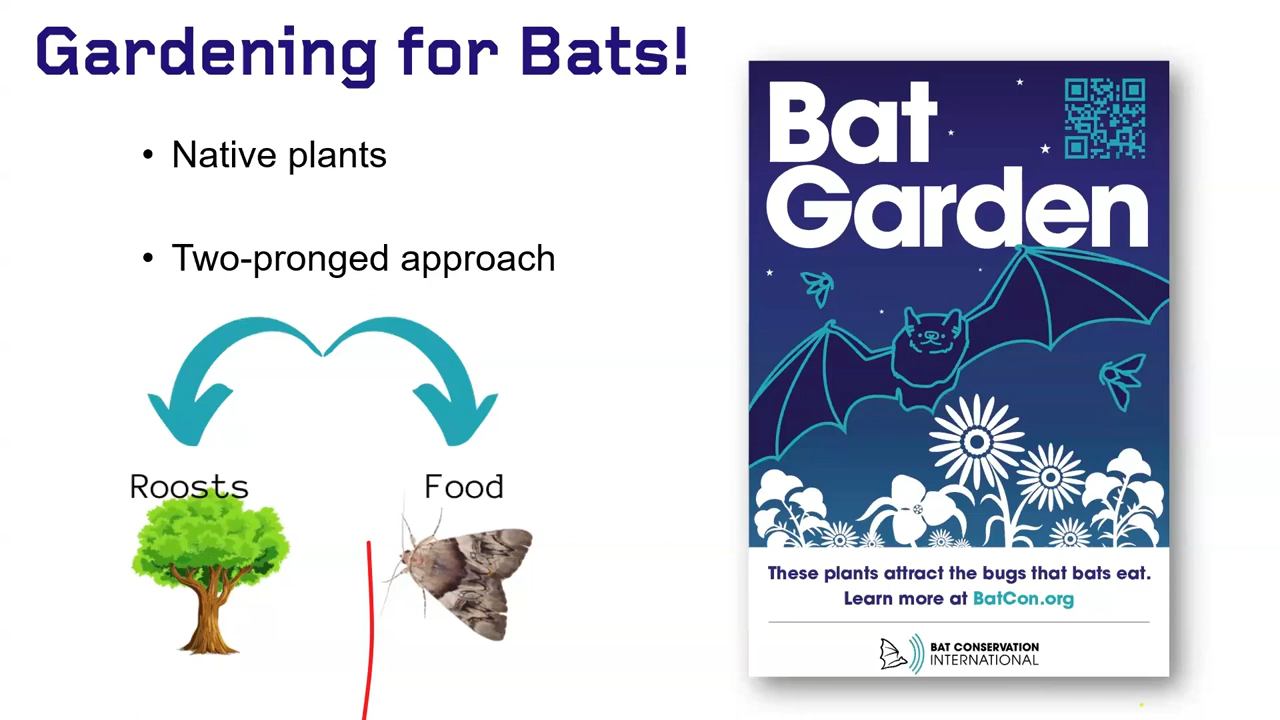 Gardening for Bats!
• Native plants
• Two-pronged approach
Roosts
Food
Bat
Garden
These plants attract the bugs that bats eat.
Learn more at BatCon.org
BAT CONSERVATION
INTERNATIONAL